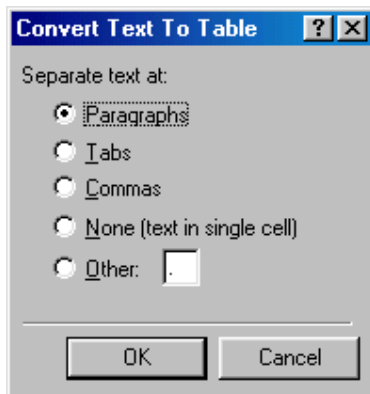 Convert Text To Table ? ×
Separate text at:
Paragraphs
Tabs
Commas
None (text in single cell)
Other: .
OK Cancel